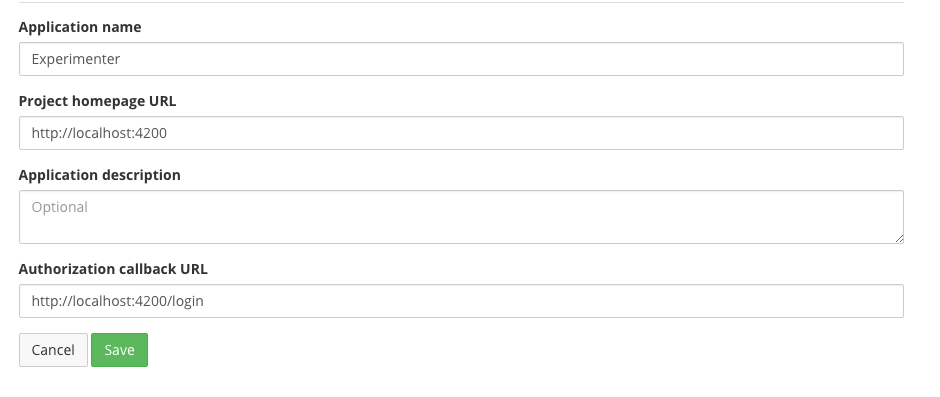 Application name
Experimenter
Project homepage URL
http://localhost:4200
Application description
Optional
Authorization callback URL
http://localhost:4200/login
Cancel Save